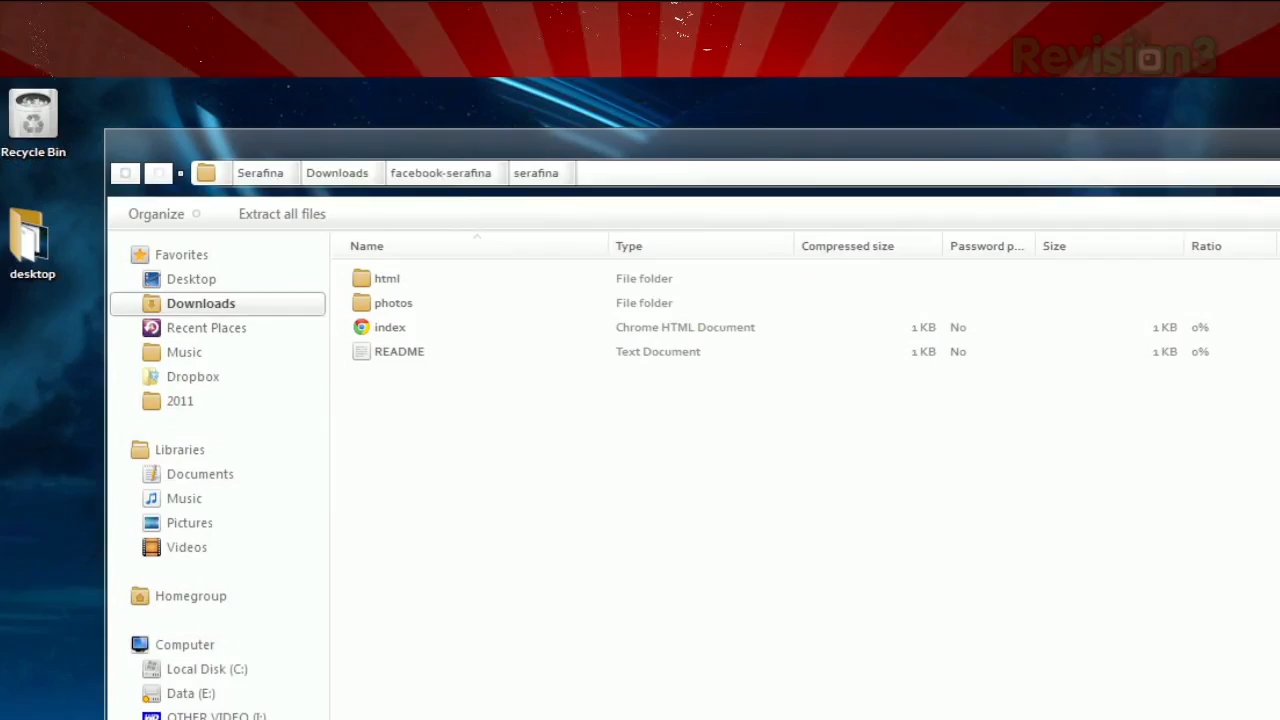 Revision3
Recycle Bin
desktop
Serafina Downloads facebook-serafina serafina
Organize Extract all files
Name Type Compressed size Password p... Size Ratio
html File folder
photos File folder
index Chrome HTML Document 1 KB No 1 KB 0%
README Text Document 1 KB No 1 KB 0%
Favorites
Desktop
Downloads
Recent Places
Music
Dropbox
2011
Libraries
Documents
Music
Pictures
Videos
Homegroup
Computer
Local Disk (C:)
Data (E:)
OTHER VIDEO (I:)